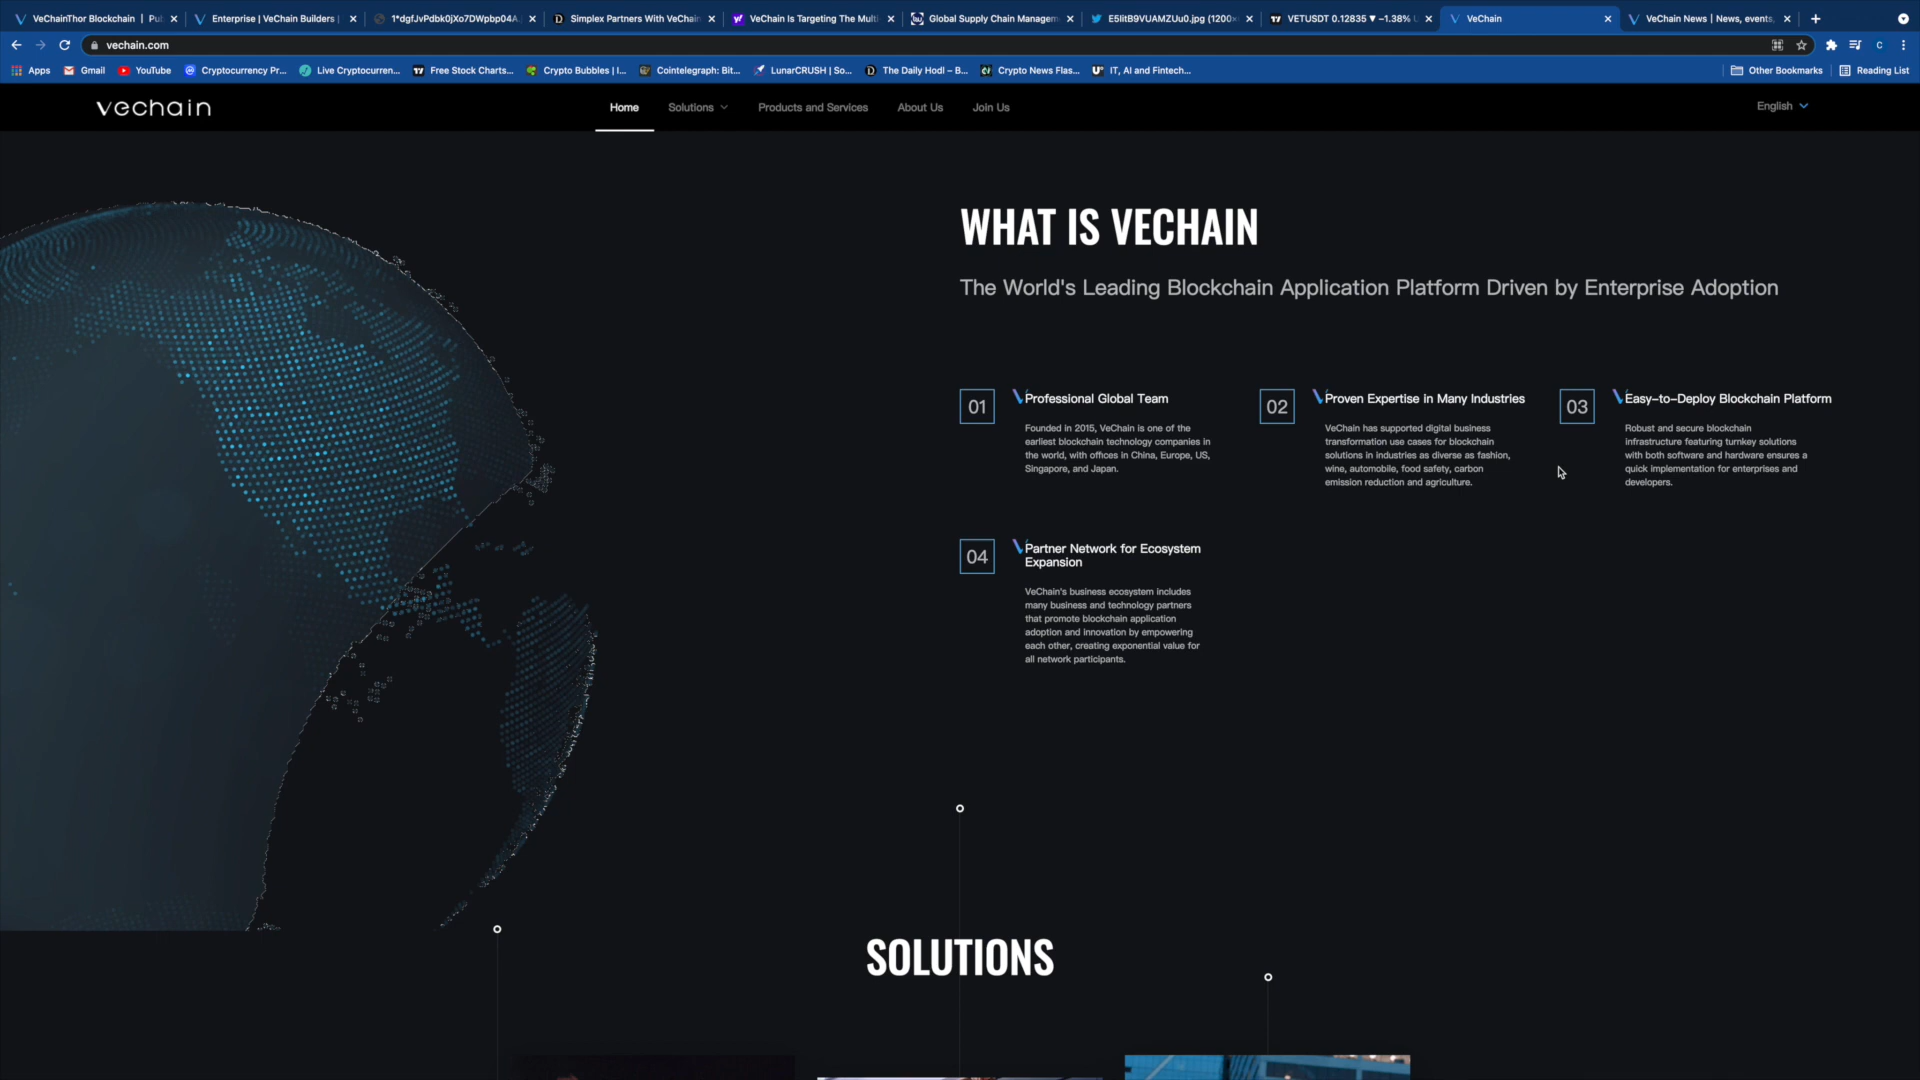 VeChainThor Blockchain | Pu
Enterprise | VeChain Builders |
1*dgfJvPdbk0jXo7DWpbp04A.
Simplex Partners With VeChain
VeChain Is Targeting The Multi
Global Supply Chain Managem
E5IitB9VUAMZUu0.jpg (1200×
VETUSDT 0.12835 ▼ −1.38%
VeChain
VeChain News | News, events,
vechain.com
C
Apps
Gmail
YouTube
Cryptocurrency Pr...
Live Cryptocurren...
Free Stock Charts...
Crypto Bubbles | I...
Cointelegraph: Bit...
LunarCRUSH | So...
The Daily Hodl – B...
Crypto News Flas...
IT, AI and Fintech...
Other Bookmarks
Reading List
vechain
Home
Solutions
Products and Services
About Us
Join Us
English
WHAT IS VECHAIN
The World's Leading Blockchain Application Platform Driven by Enterprise Adoption
01
Professional Global Team
Founded in 2015, VeChain is one of the
earliest blockchain technology companies in
the world, with offices in China, Europe, US,
Singapore, and Japan.
02
Proven Expertise in Many Industries
VeChain has supported digital business
transformation use cases for blockchain
solutions in industries as diverse as fashion,
wine, automobile, food safety, carbon
emission reduction and agriculture.
03
Easy-to-Deploy Blockchain Platform
Robust and secure blockchain
infrastructure featuring turnkey solutions
with both software and hardware ensures a
quick implementation for enterprises and
developers.
04
Partner Network for Ecosystem
Expansion
VeChain's business ecosystem includes
many business and technology partners
that promote blockchain application
adoption and innovation by empowering
each other, creating exponential value for
all network participants.
SOLUTIONS